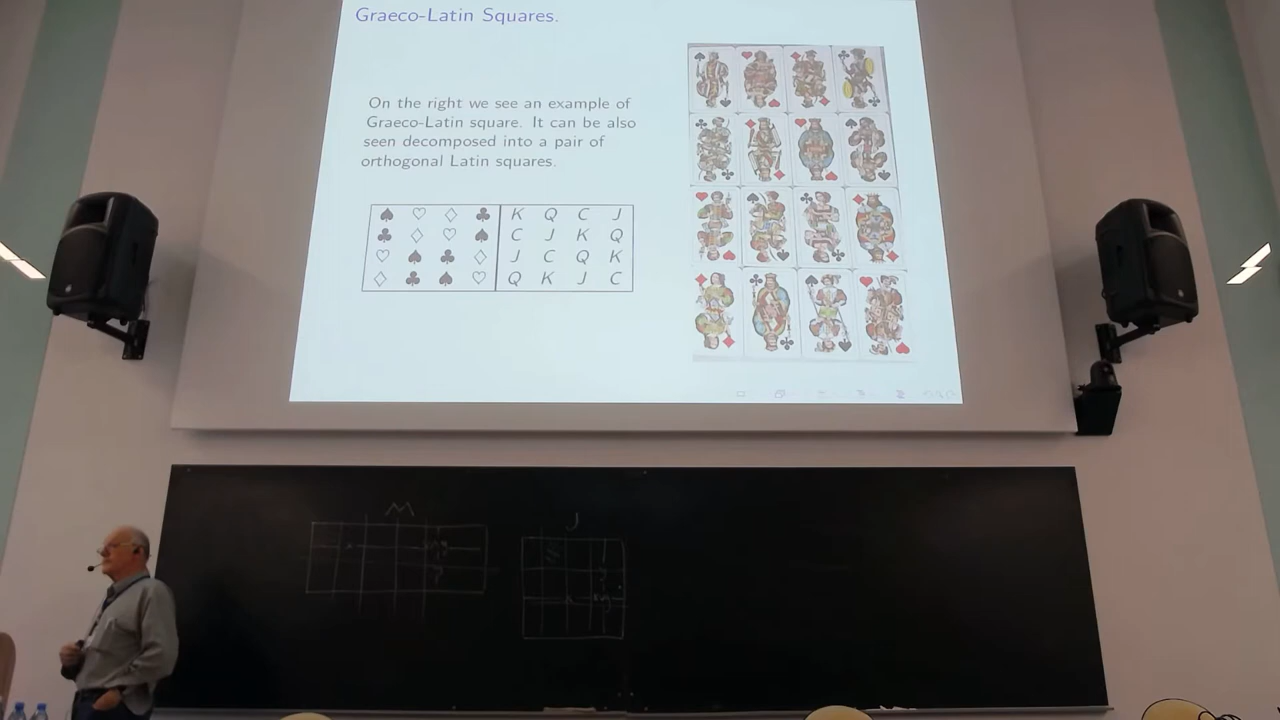 Graeco-Latin Squares.
On the right we see an example of
Graeco-Latin square. It can be also
seen decomposed into a pair of
orthogonal Latin squares.
♠ ♡ ♢ ♣ K Q C J
♣ ♢ ♡ ♠ C J K Q
♡ ♠ ♣ ♢ J C Q K
♢ ♣ ♠ ♡ Q K J C
M
J